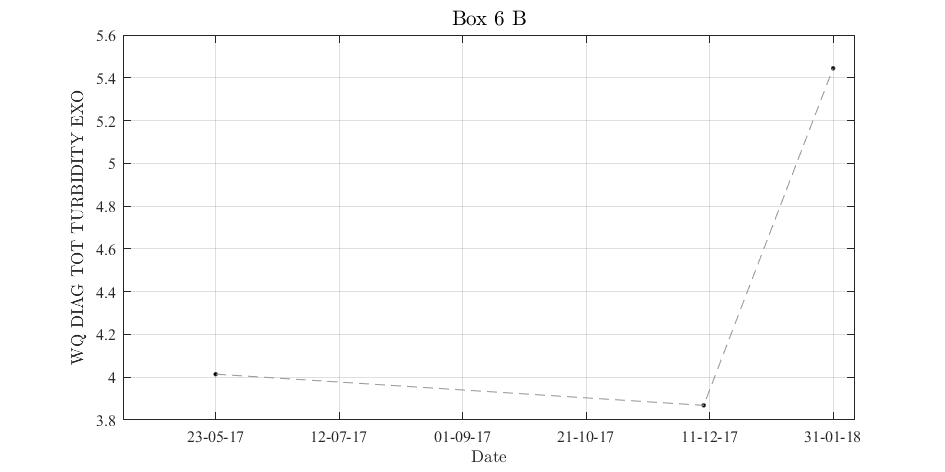 Box 6 B
WQ DIAG TOT TURBIDITY EXO
5.6
5.4
5.2
5
4.8
4.6
4.4
4.2
4
3.8
23-05-17 12-07-17 01-09-17 21-10-17 11-12-17 31-01-18
Date